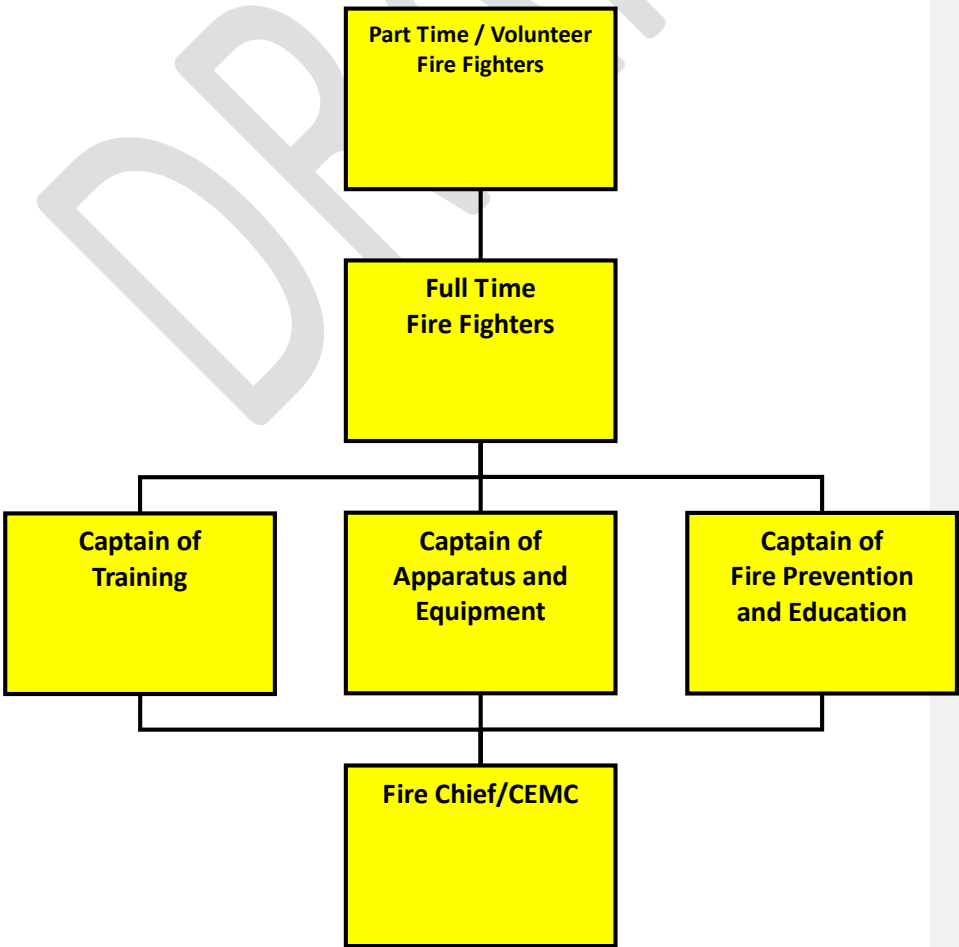 Part Time / Volunteer
Fire Fighters
Full Time
Fire Fighters
Captain of
Training
Captain of
Apparatus and
Equipment
Captain of
Fire Prevention
and Education
Fire Chief/CEMC